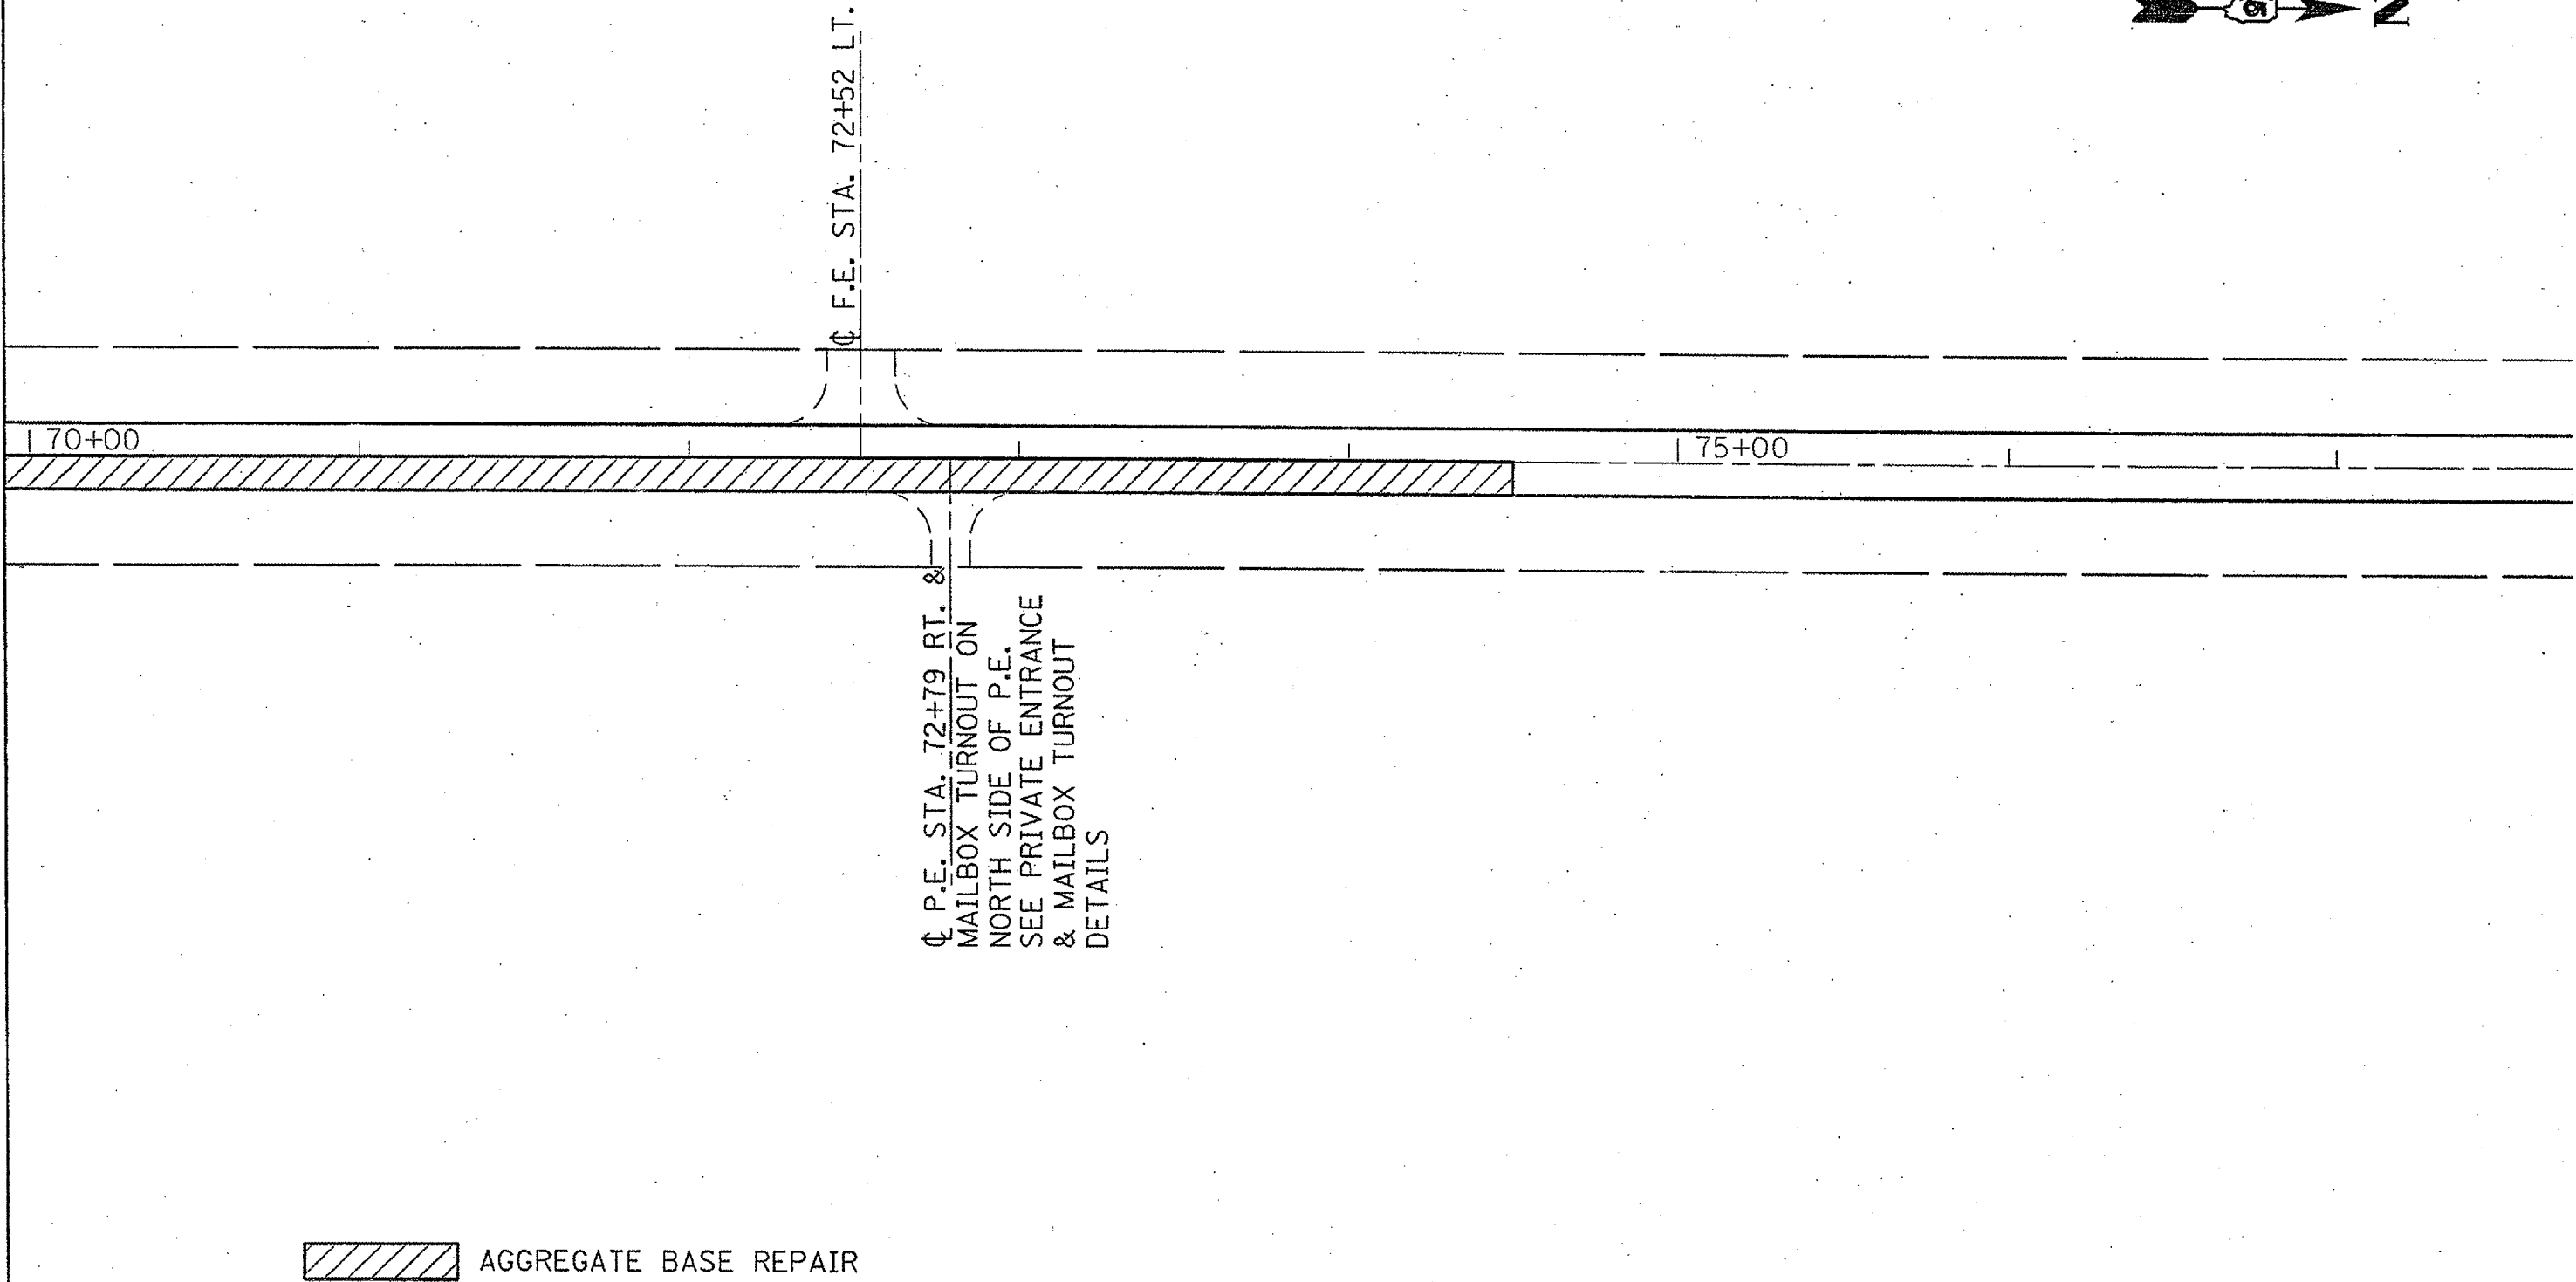 N
℄ F.E. STA. 72+52 LT.
70+00
75+00
℄ P.E. STA. 72+79 RT. &
MAILBOX TURNOUT ON
NORTH SIDE OF P.E.
SEE PRIVATE ENTRANCE
& MAILBOX TURNOUT
DETAILS
AGGREGATE BASE REPAIR